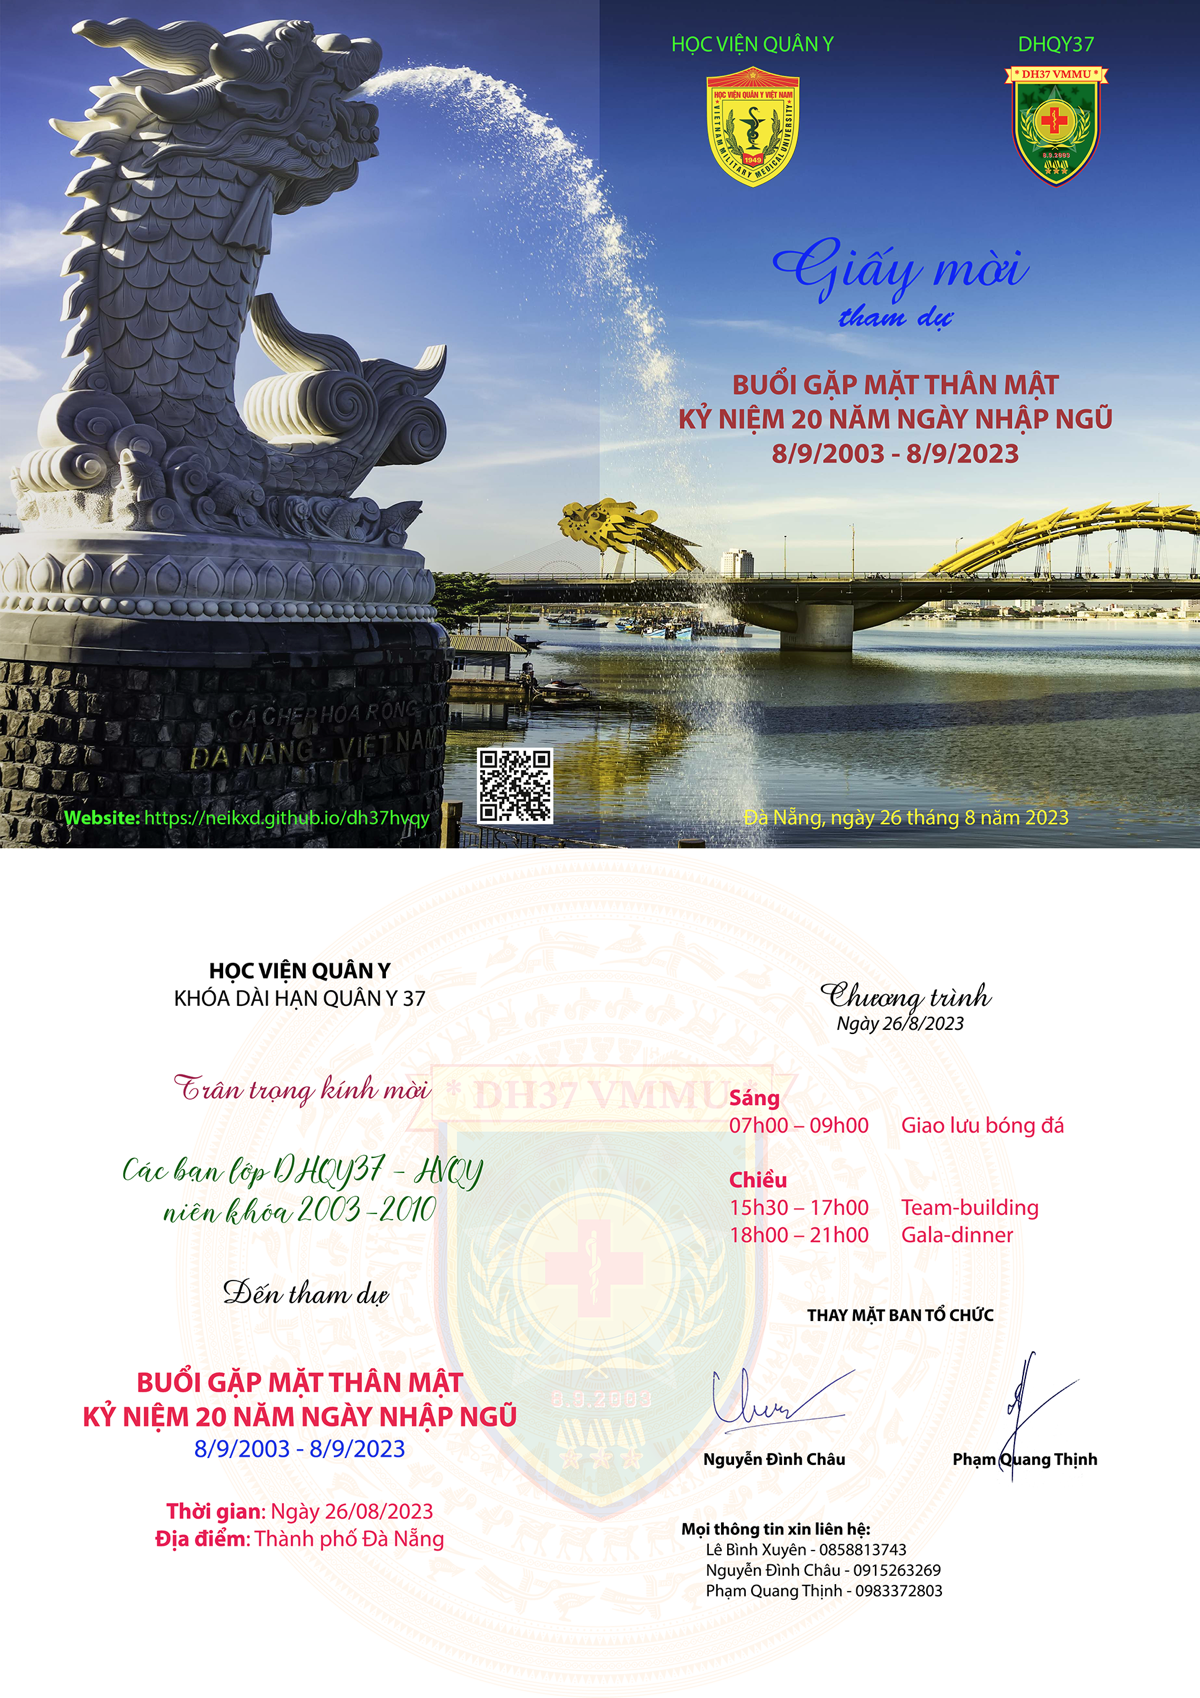 HỌC VIỆN QUÂN Y
DHQY37
HỌC VIỆN QUÂN Y VIỆT NAM
VIETNAM MILITARY MEDICAL UNIVERSITY
1949
* DH37 VMMU *
8.9.2003
Giấy mời
tham dự
BUỔI GẶP MẶT THÂN MẬT
KỶ NIỆM 20 NĂM NGÀY NHẬP NGŨ
8/9/2003 - 8/9/2023
CÁ CHÉP HÓA RỒNG
ĐÀ NẴNG - VIỆT NAM
Website: https://neikxd.github.io/dh37hvqy
Đà Nẵng, ngày 26 tháng 8 năm 2023
HỌC VIỆN QUÂN Y
KHÓA DÀI HẠN QUÂN Y 37
Trân trọng kính mời
Các bạn lớp DHQY37 - HVQY
niên khóa 2003-2010
Đến tham dự
BUỔI GẶP MẶT THÂN MẬT
KỶ NIỆM 20 NĂM NGÀY NHẬP NGŨ
8/9/2003 - 8/9/2023
Thời gian: Ngày 26/08/2023
Địa điểm: Thành phố Đà Nẵng
* DH37 VMMU *
8.9.2003
Chương trình
Ngày 26/8/2023
Sáng
07h00 – 09h00 Giao lưu bóng đá
Chiều
15h30 – 17h00 Team-building
18h00 – 21h00 Gala-dinner
THAY MẶT BAN TỔ CHỨC
Nguyễn Đình Châu
Phạm Quang Thịnh
Mọi thông tin xin liên hệ:
Lê Bình Xuyên - 0858813743
Nguyễn Đình Châu - 0915263269
Phạm Quang Thịnh - 0983372803